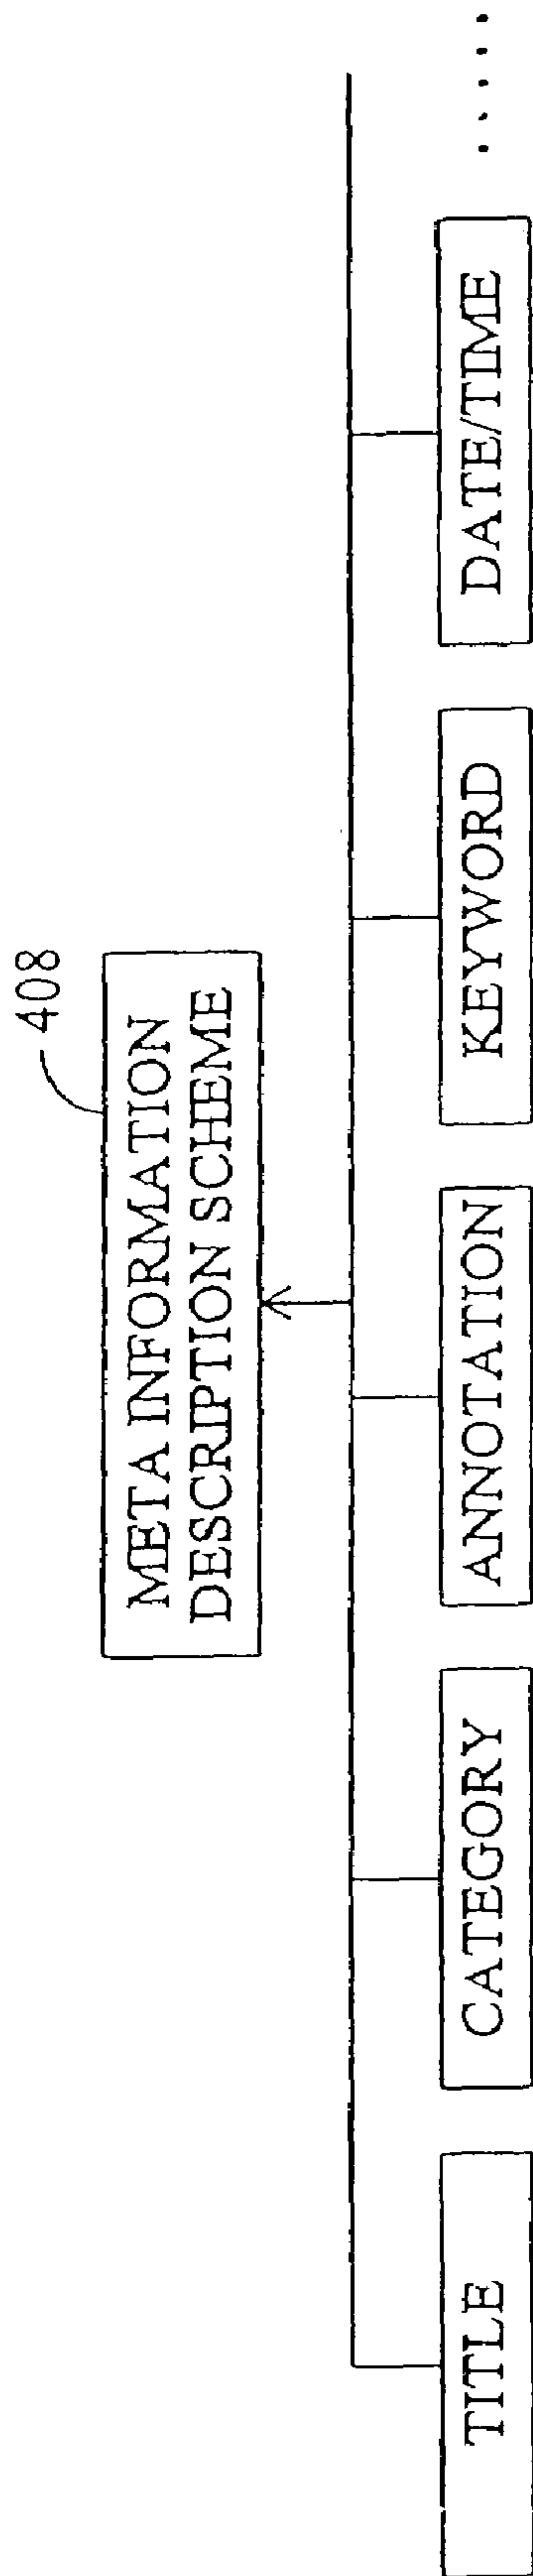 408
META INFORMATION
DESCRIPTION SCHEME
TITLE
CATEGORY
ANNOTATION
KEYWORD
DATE/TIME
.....